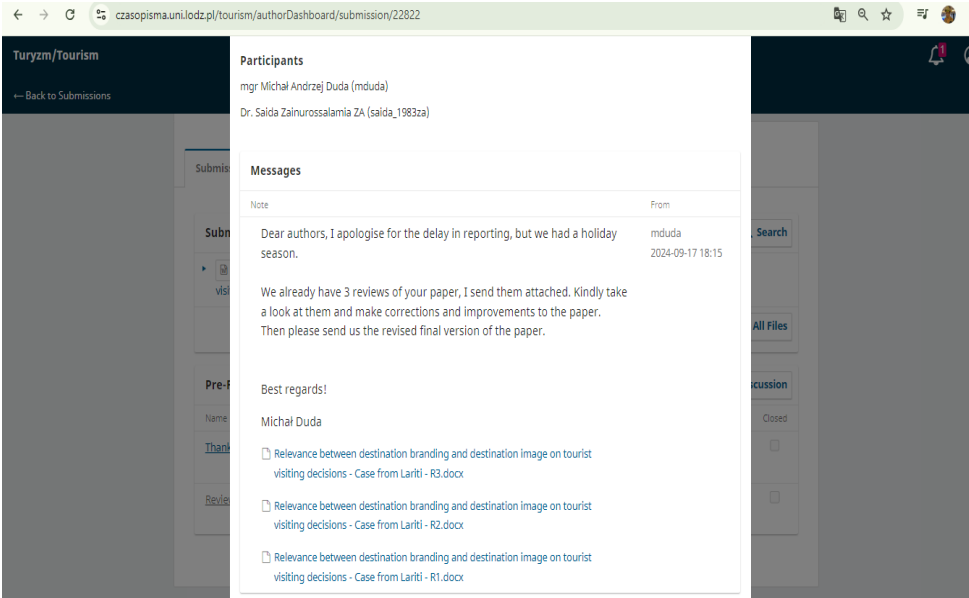 czasopisma.uni.lodz.pl/tourism/authorDashboard/submission/22822
Turyzm/Tourism
1
← Back to Submissions
Participants
mgr Michał Andrzej Duda (mduda)
Dr. Saida Zainurossalamia ZA (saida_1983za)
Messages
Note From
Dear authors, I apologise for the delay in reporting, but we had a holiday
season.
mduda
2024-09-17 18:15
We already have 3 reviews of your paper, I send them attached. Kindly take
a look at them and make corrections and improvements to the paper.
Then please send us the revised final version of the paper.
Best regards!
Michał Duda
Relevance between destination branding and destination image on tourist
visiting decisions - Case from Lariti - R3.docx
Relevance between destination branding and destination image on tourist
visiting decisions - Case from Lariti - R2.docx
Relevance between destination branding and destination image on tourist
visiting decisions - Case from Lariti - R1.docx
Submis
Subm
Search
visi
All Files
Pre-R
scussion
Name
Closed
Thank
Review